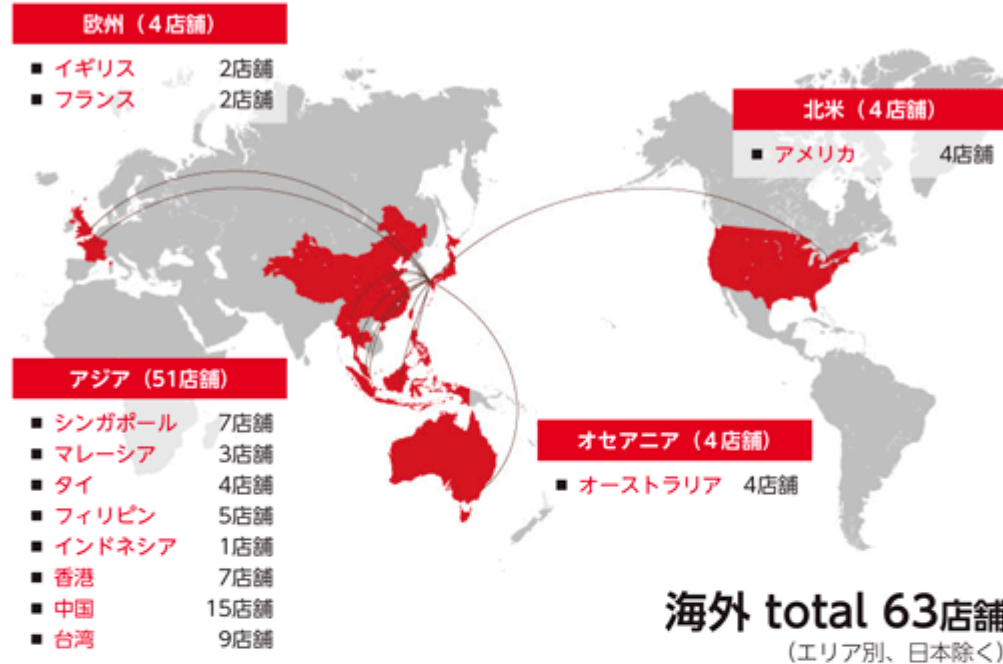 欧州（4店舗）
■ イギリス 2店舗
■ フランス 2店舗
北米（4店舗）
■ アメリカ 4店舗
アジア（51店舗）
■ シンガポール 7店舗
■ マレーシア 3店舗
■ タイ 4店舗
■ フィリピン 5店舗
■ インドネシア 1店舗
■ 香港 7店舗
■ 中国 15店舗
■ 台湾 9店舗
オセアニア（4店舗）
■ オーストラリア 4店舗
海外 total 63店舗
（エリア別、日本除く）